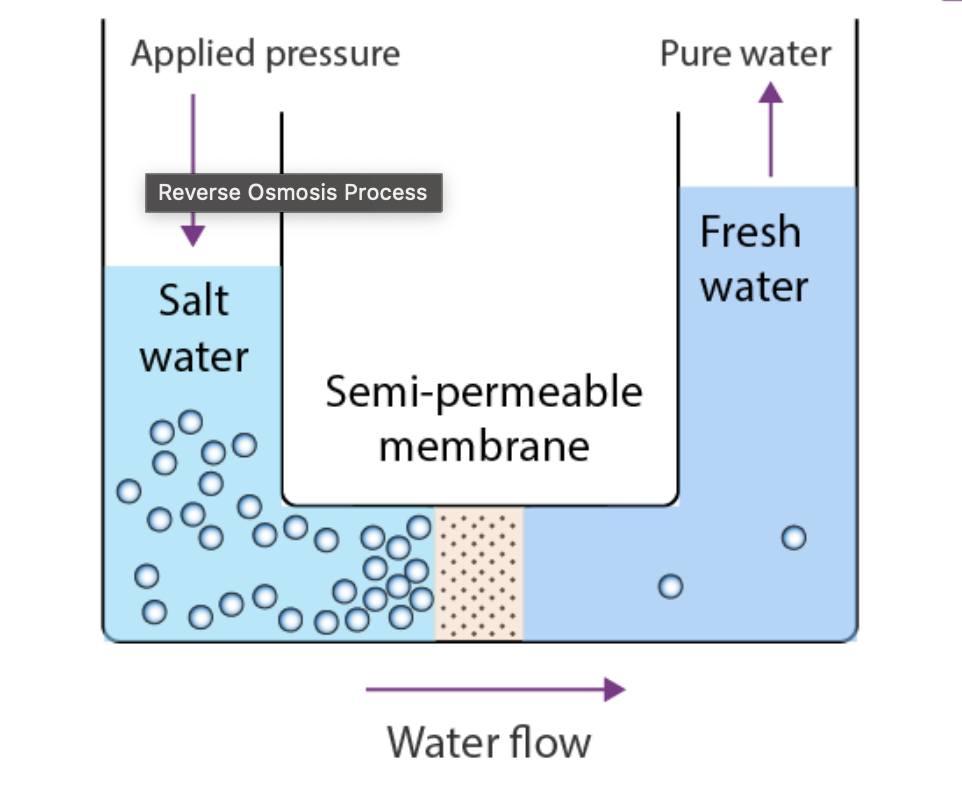 Applied pressure
Pure water
Reverse Osmosis Process
Fresh
water
Salt
water
Semi-permeable
membrane
Water flow